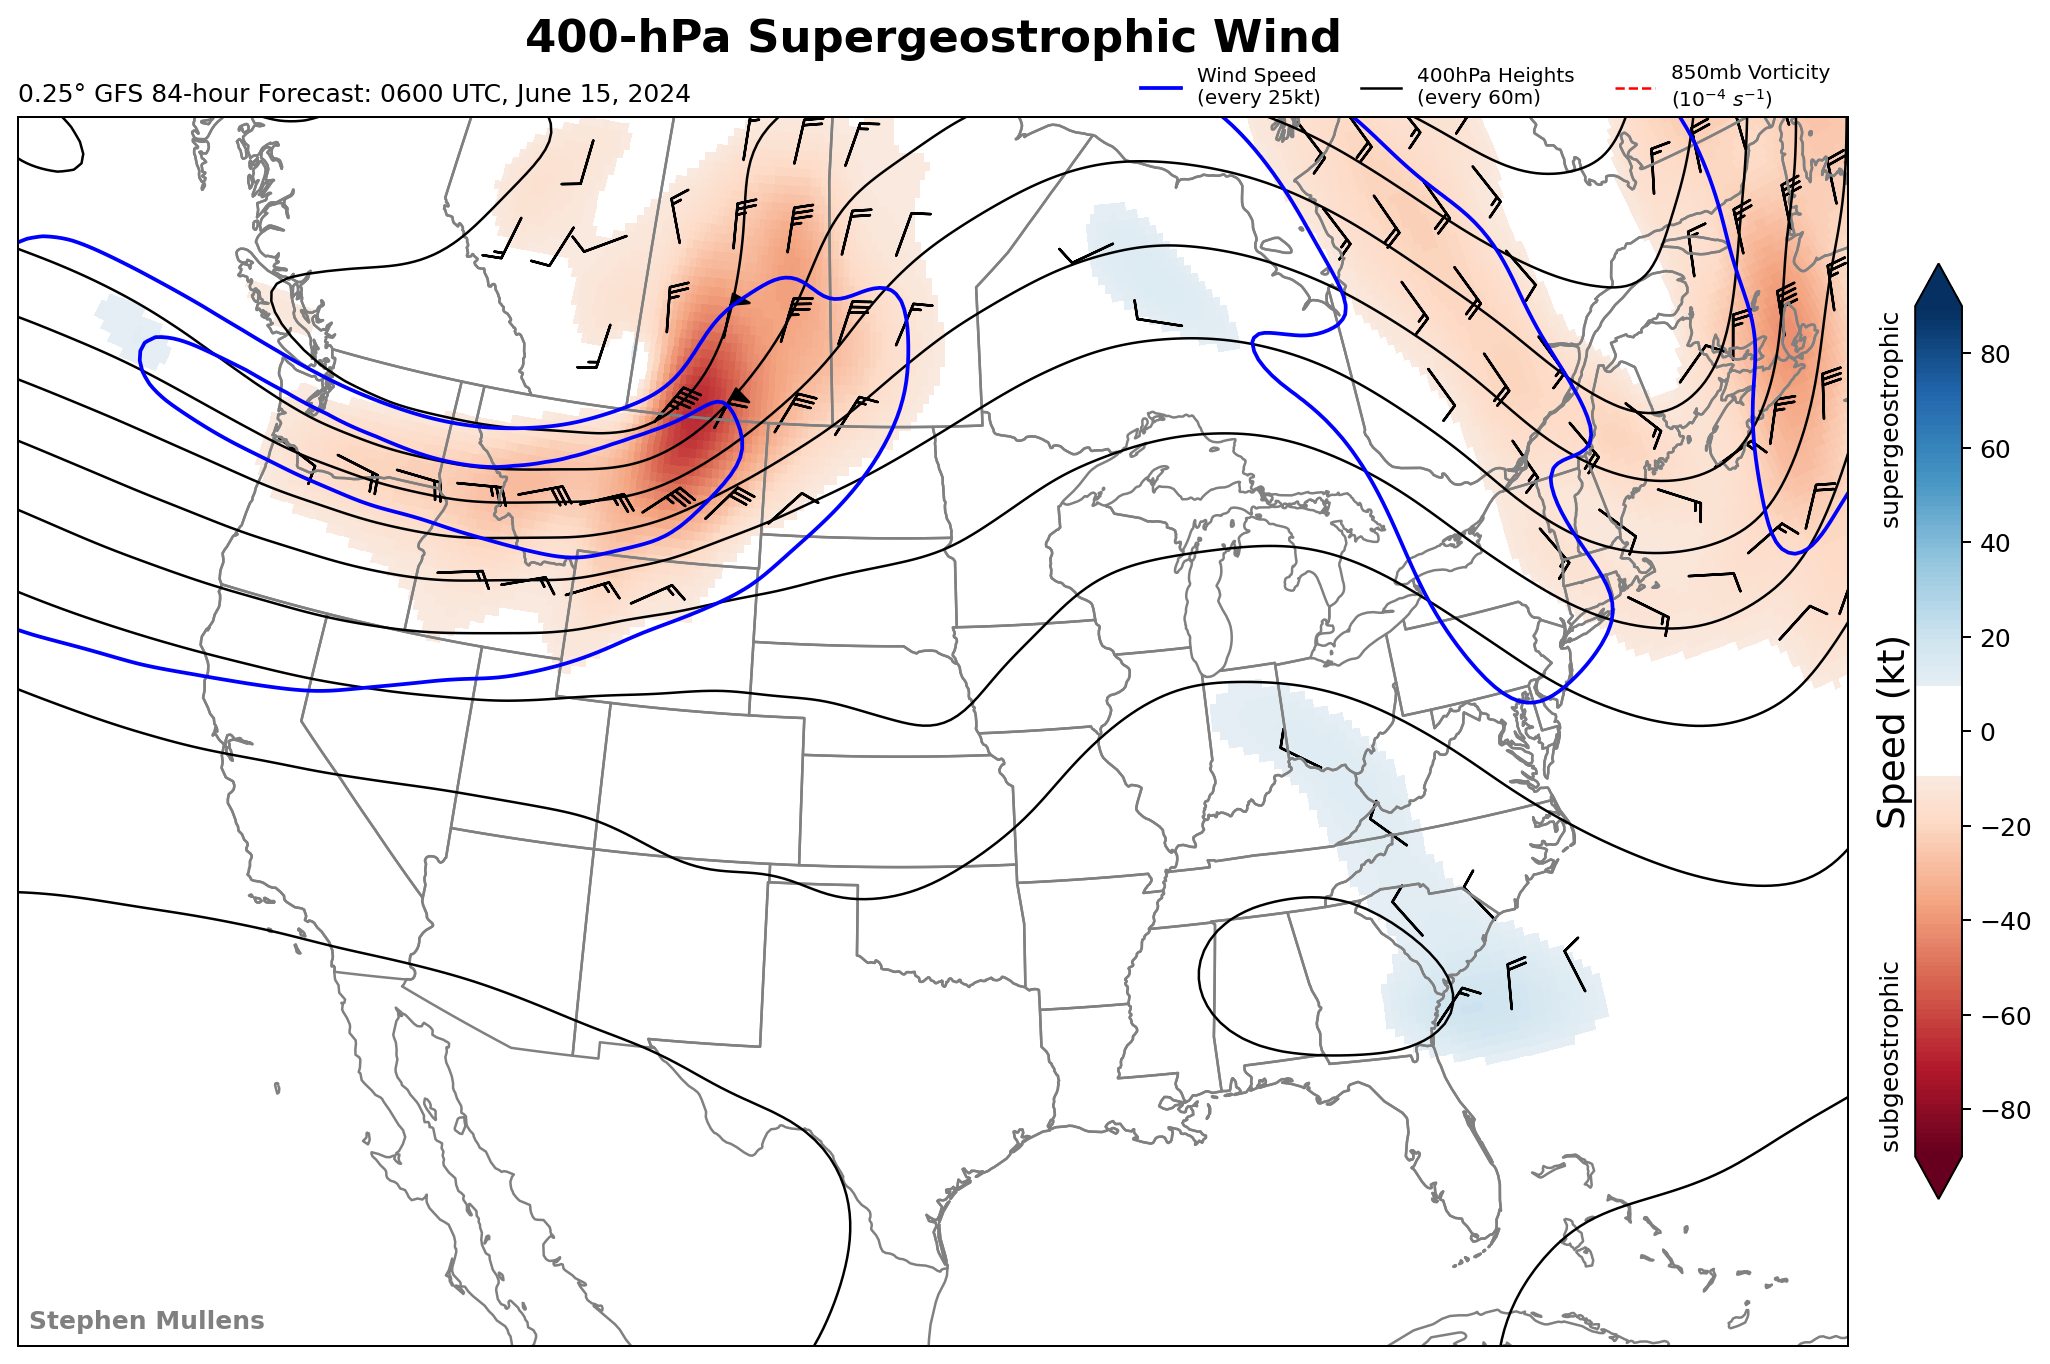 400-hPa Supergeostrophic Wind
0.25° GFS 84-hour Forecast: 0600 UTC, June 15, 2024
Wind Speed
(every 25kt)
400hPa Heights
(every 60m)
850mb Vorticity
(10⁻⁴ s⁻¹)
supergeostrophic
Speed (kt)
subgeostrophic
80
60
40
20
0
−20
−40
−60
−80
Stephen Mullens